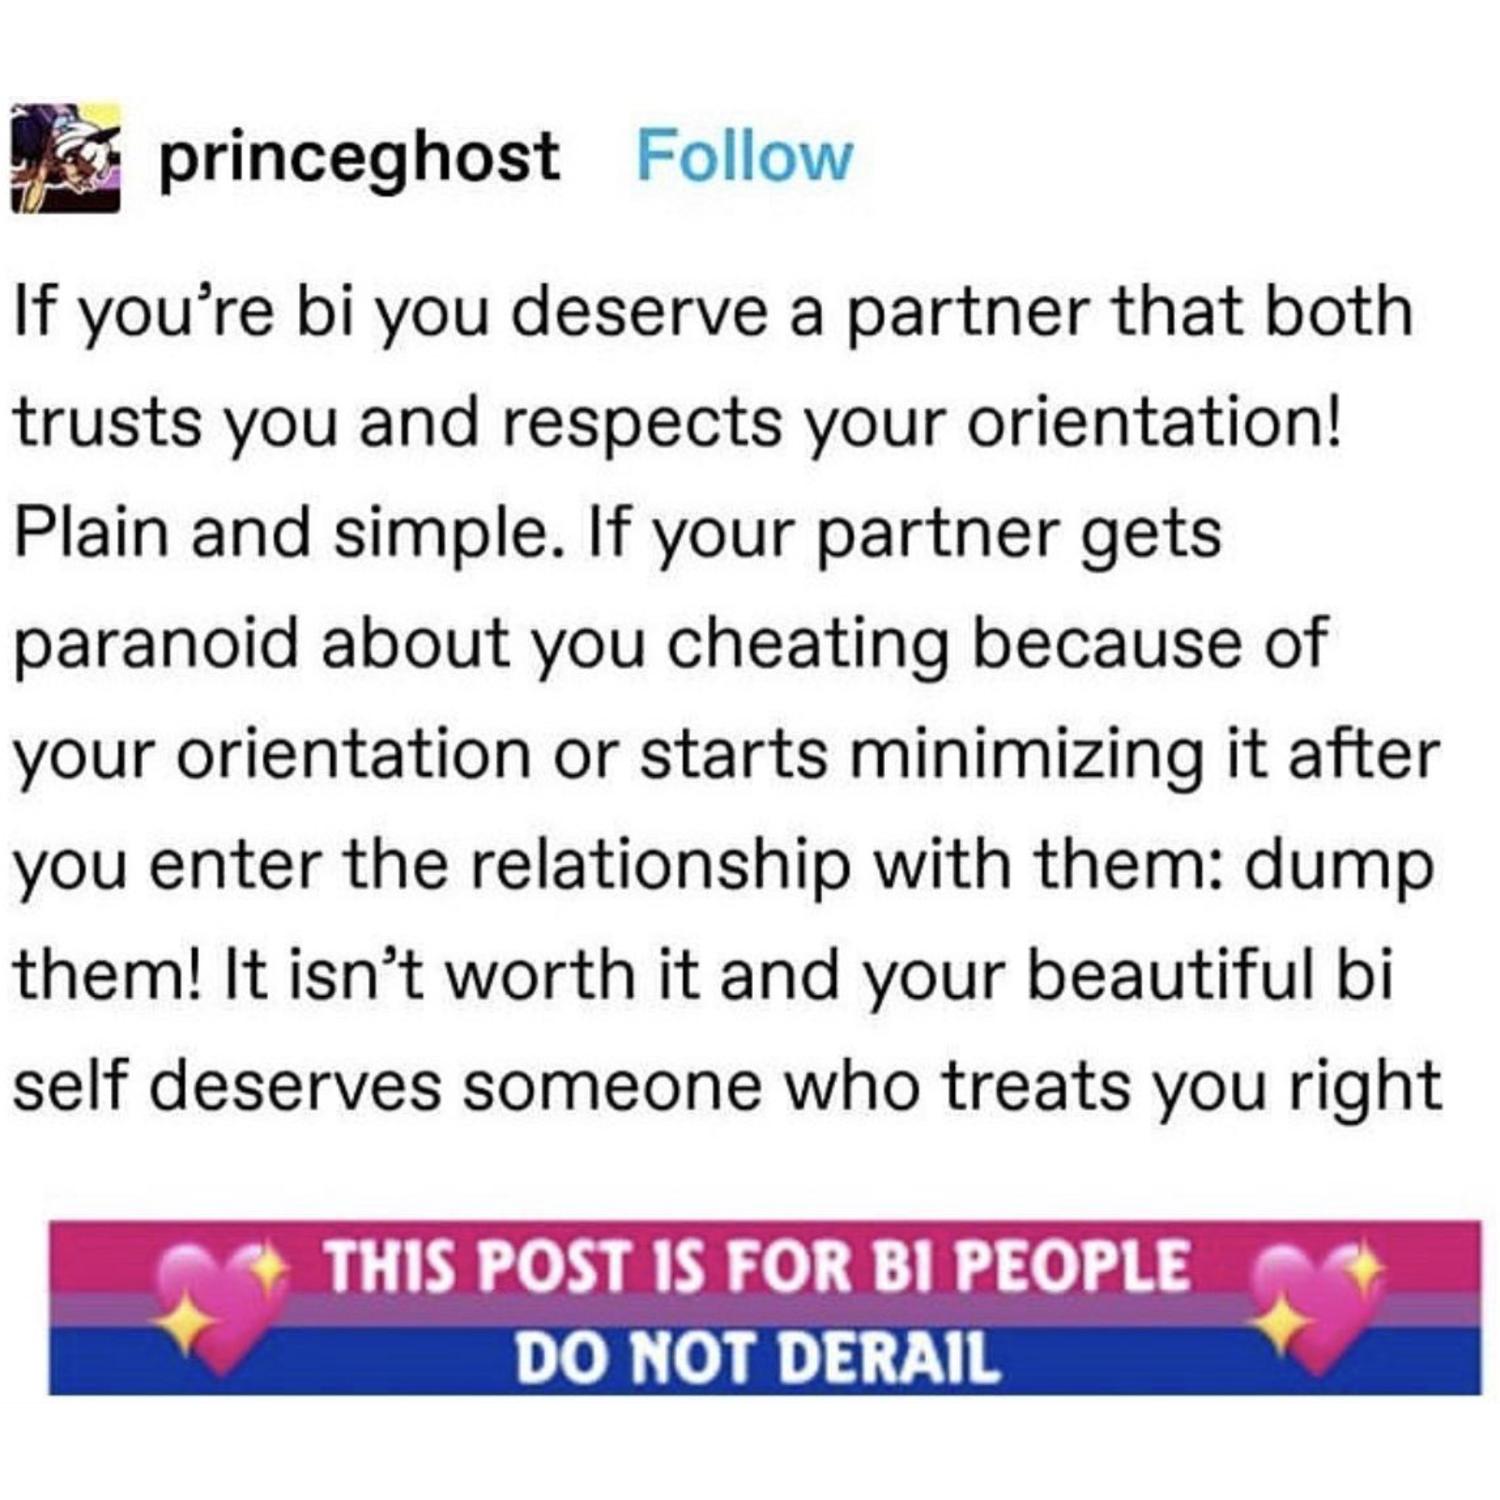 princeghost Follow
If you’re bi you deserve a partner that both
trusts you and respects your orientation!
Plain and simple. If your partner gets
paranoid about you cheating because of
your orientation or starts minimizing it after
you enter the relationship with them: dump
them! It isn’t worth it and your beautiful bi
self deserves someone who treats you right
THIS POST IS FOR BI PEOPLE
DO NOT DERAIL